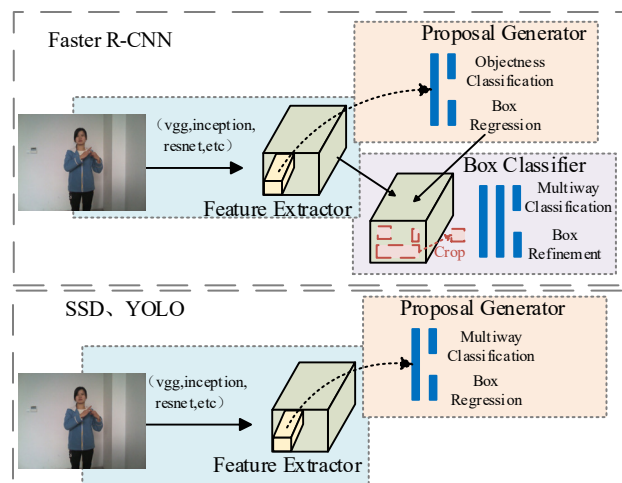 Faster R-CNN
Proposal Generator
Objectness
Classification
Box
Regression
（vgg,inception,
resnet,etc）
Feature Extractor
Box Classifier
Multiway
Classification
Box
Refinement
Crop
SSD、YOLO
Proposal Generator
Multiway
Classification
Box
Regression
（vgg,inception,
resnet,etc）
Feature Extractor